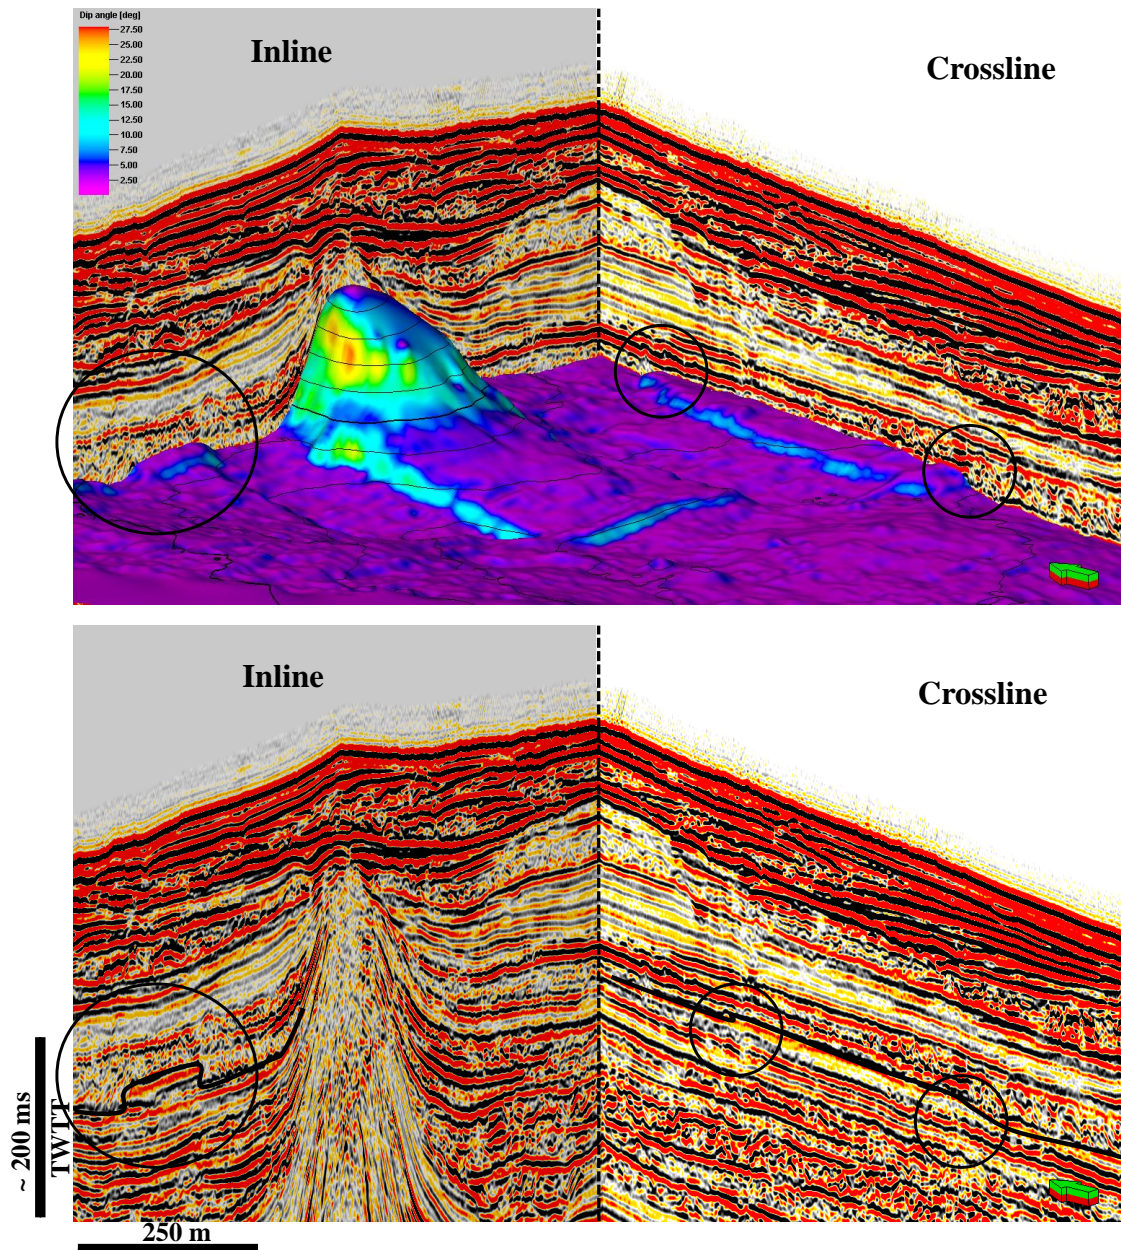 Dip angle [deg]
27.50
25.00
22.50
20.00
17.50
15.00
12.50
10.00
7.50
5.00
2.50
Inline
Crossline
Inline
Crossline
~ 200 ms
TWTT
250 m